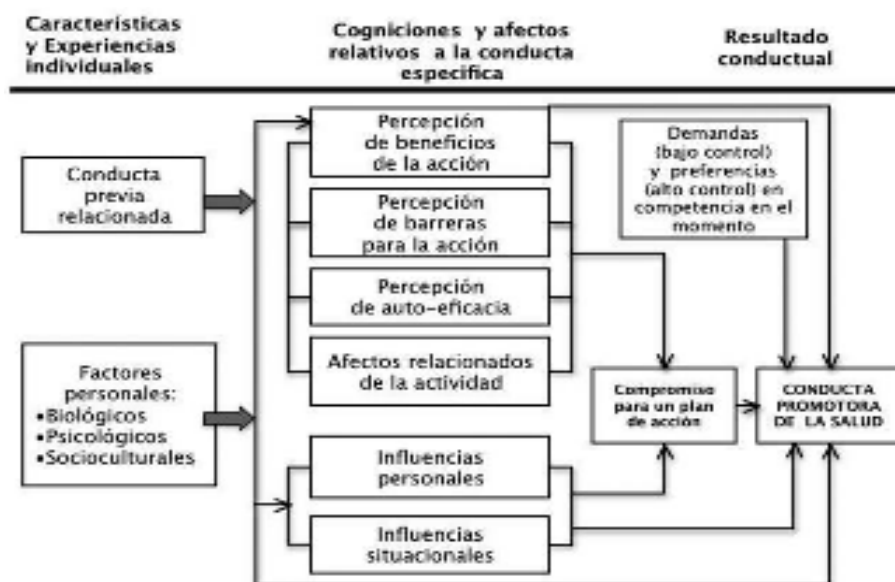 Características
y Experiencias
individuales
Cogniciones y afectos
relativos a la conducta
especifica
Resultado
conductual
Conducta
previa
relacionada
Factores
personales:
•Biológicos
•Psicológicos
•Socioculturales
Percepción
de beneficios
de la acción
Percepción
de barreras
para la acción
Percepción
de auto-eficacia
Afectos relacionados
de la actividad
Influencias
personales
Influencias
situacionales
Demandas
(bajo control)
y preferencias
(alto control) en
competencia en el
momento
Compromiso
para un plan
de acción
CONDUCTA
PROMOTORA
DE LA SALUD